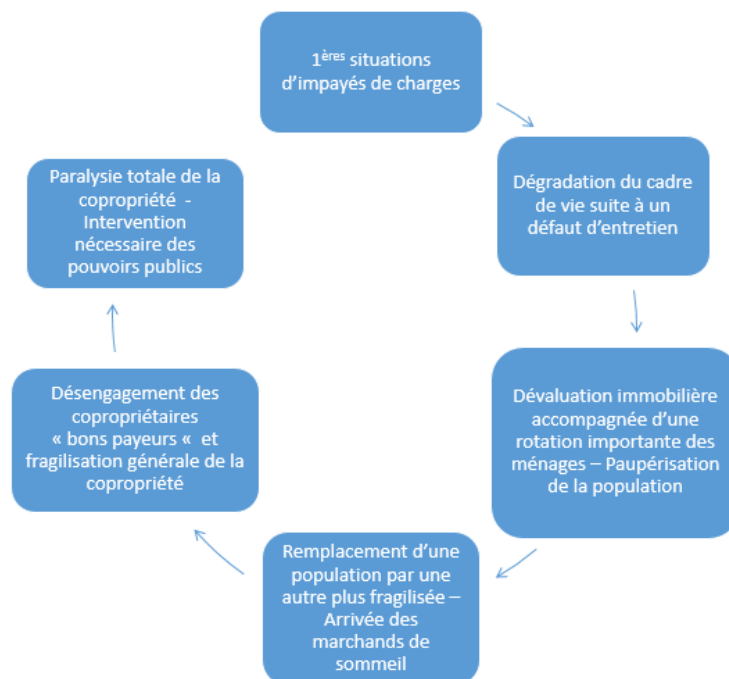 1ères situations
d'impayés de charges
Dégradation du cadre
de vie suite à un
défaut d'entretien
Dévaluation immobilière
accompagnée d'une
rotation importante des
ménages – Paupérisation
de la population
Remplacement d'une
population par une
autre plus fragilisée –
Arrivée des
marchands de
sommeil
Désengagement des
copropriétaires
« bons payeurs « et
fragilisation générale de la
copropriété
Paralysie totale de la
copropriété -
Intervention
nécessaire des
pouvoirs publics